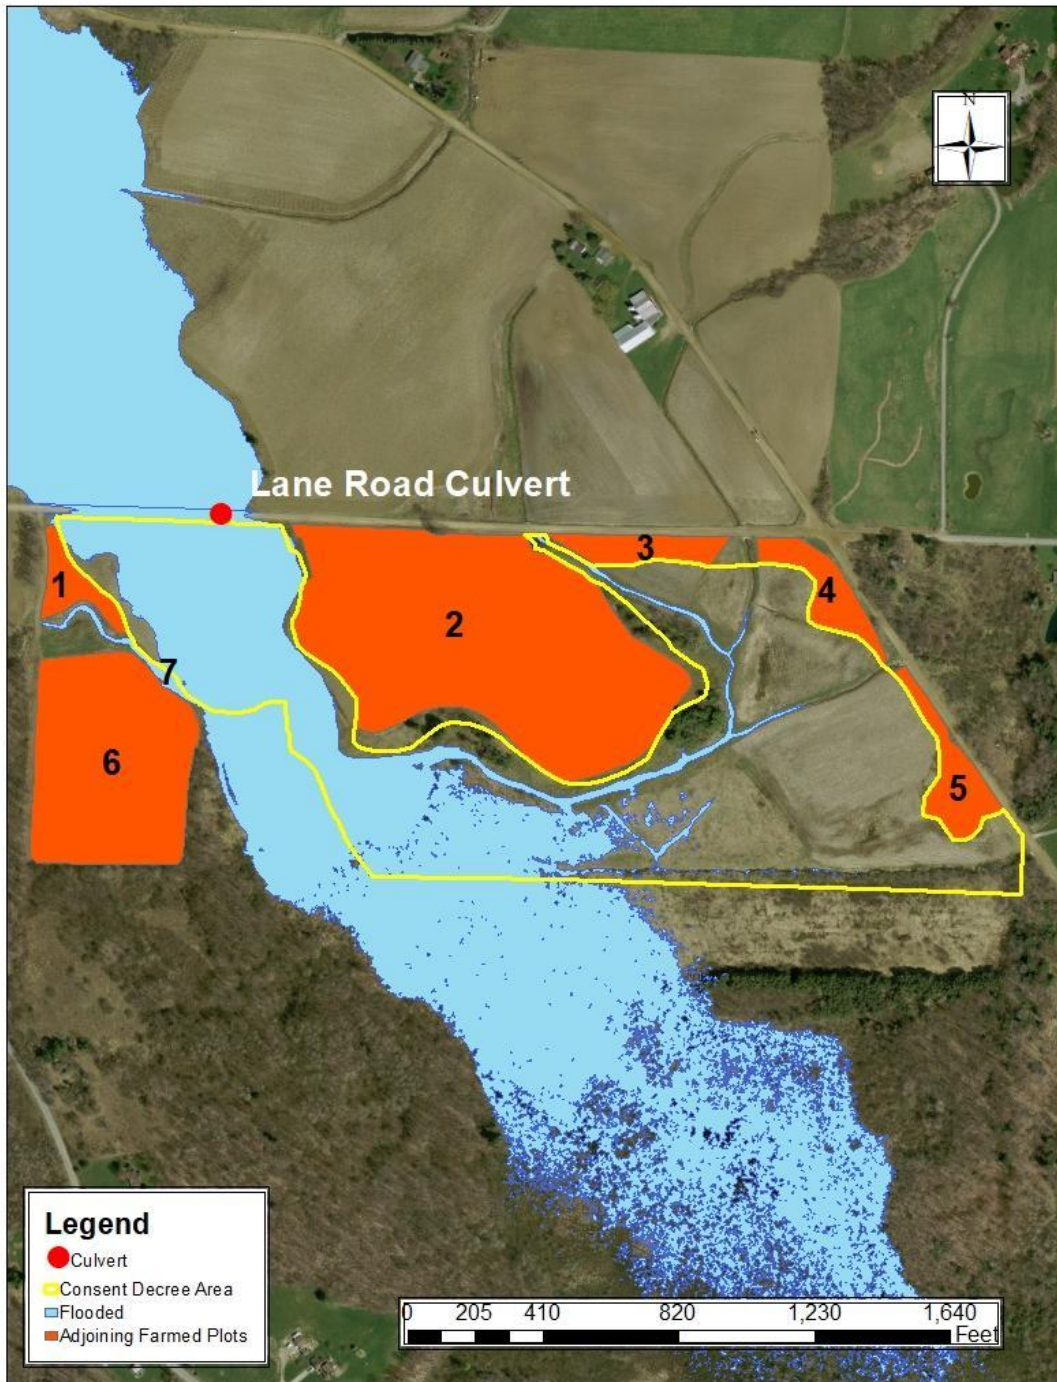 N
Lane Road Culvert
1
2
3
4
5
6
7
Legend
Culvert
Consent Decree Area
Flooded
Adjoining Farmed Plots
0 205 410 820 1,230 1,640
Feet